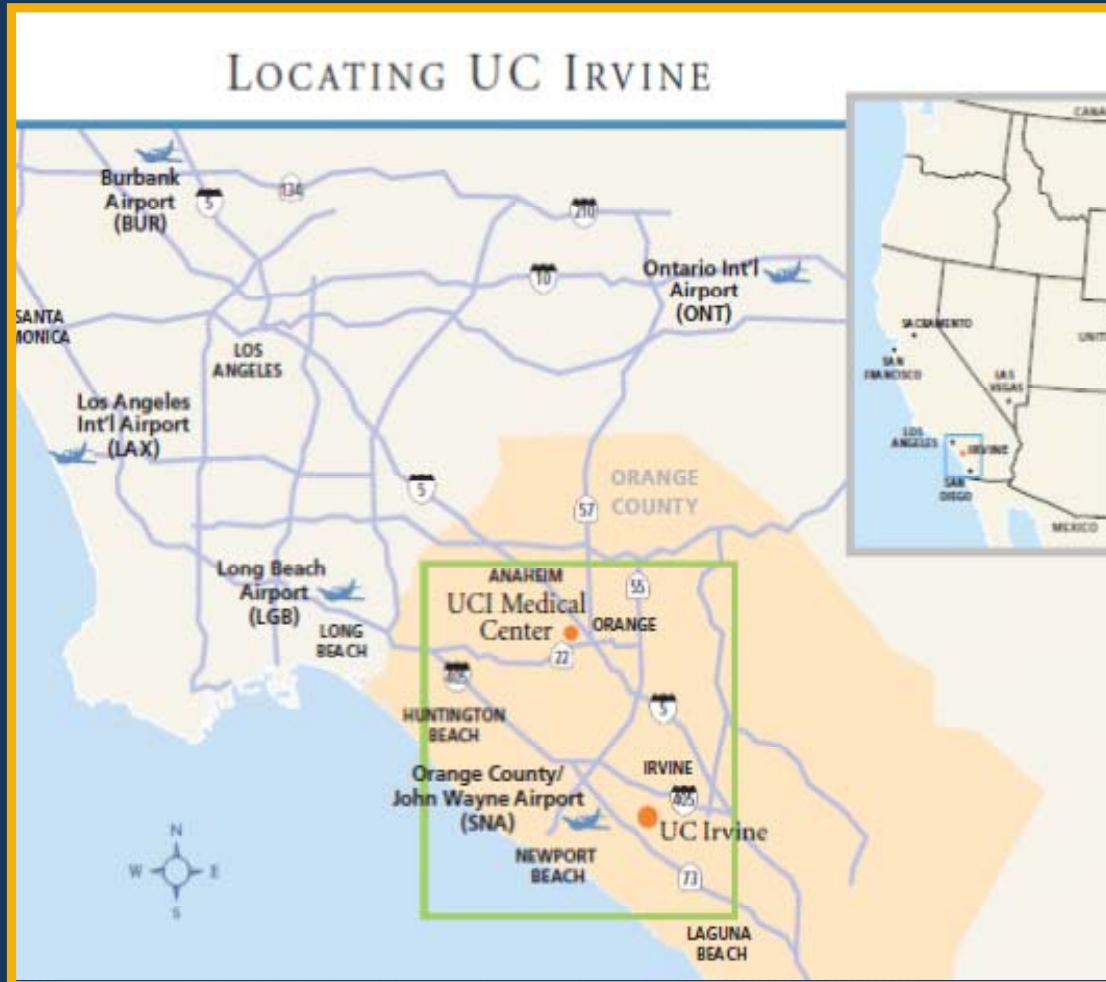 LOCATING UC IRVINE
Burbank
Airport
(BUR)
5
134
210
10
Ontario Int'l
Airport
(ONT)
SANTA
MONICA
LOS
ANGELES
Los Angeles
Int'l Airport
(LAX)
5
ORANGE
COUNTY
57
Long Beach
Airport
(LGB)
LONG
BEACH
ANAHEIM
UCI Medical
Center
55
ORANGE
22
405
HUNTINGTON
BEACH
5
Orange County/
John Wayne Airport
(SNA)
IRVINE
405
UC Irvine
NEWPORT
BEACH
73
LAGUNA
BEACH
N
W
E
S
CANA
SACRAMENTO
UNIT
SAN
FRANCISCO
LAS
VEGAS
LOS
ANGELES
IRVINE
SAN
DIEGO
MEXICO